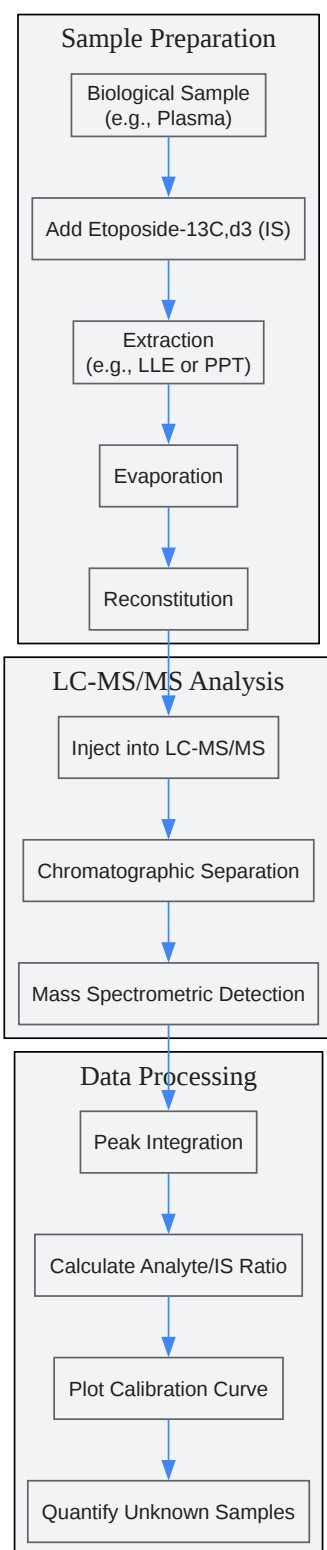 Sample Preparation
Biological Sample
(e.g., Plasma)
Add Etoposide-13C,d3 (IS)
Extraction
(e.g., LLE or PPT)
Evaporation
Reconstitution
LC-MS/MS Analysis
Inject into LC-MS/MS
Chromatographic Separation
Mass Spectrometric Detection
Data Processing
Peak Integration
Calculate Analyte/IS Ratio
Plot Calibration Curve
Quantify Unknown Samples